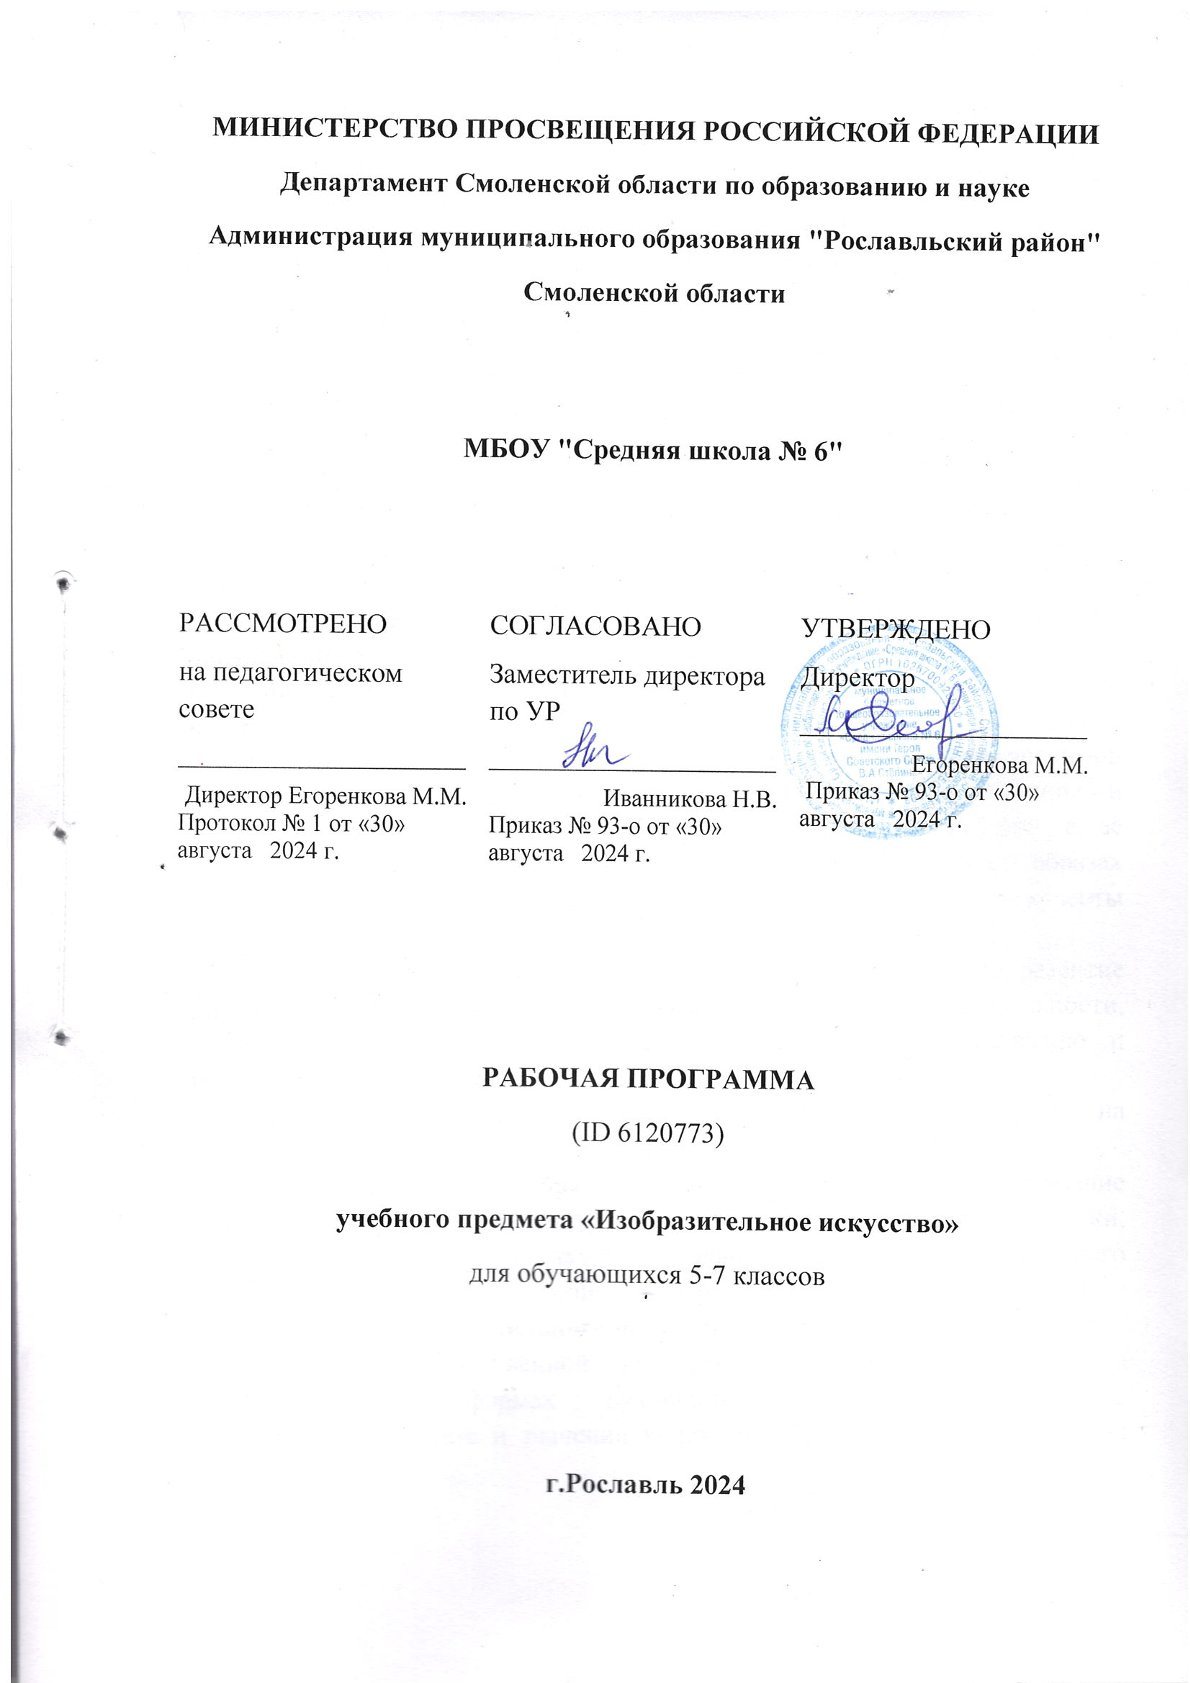 МИНИСТЕРСТВО ПРОСВЕЩЕНИЯ РОССИЙСКОЙ ФЕДЕРАЦИИ
Департамент Смоленской области по образованию и науке
Администрация муниципального образования "Рославльский район"
Смоленской области
МБОУ "Средняя школа № 6"
РАССМОТРЕНО
на педагогическом
совете
Директор Егоренкова М.М.
Протокол № 1 от «30»
августа 2024 г.
СОГЛАСОВАНО
Заместитель директора
по УР
Иванникова Н.В.
Приказ № 93-о от «30»
августа 2024 г.
УТВЕРЖДЕНО
Директор
Егоренкова М.М.
Приказ № 93-о от «30»
августа 2024 г.
РАБОЧАЯ ПРОГРАММА
(ID 6120773)
учебного предмета «Изобразительное искусство»
для обучающихся 5-7 классов
г.Рославль 2024